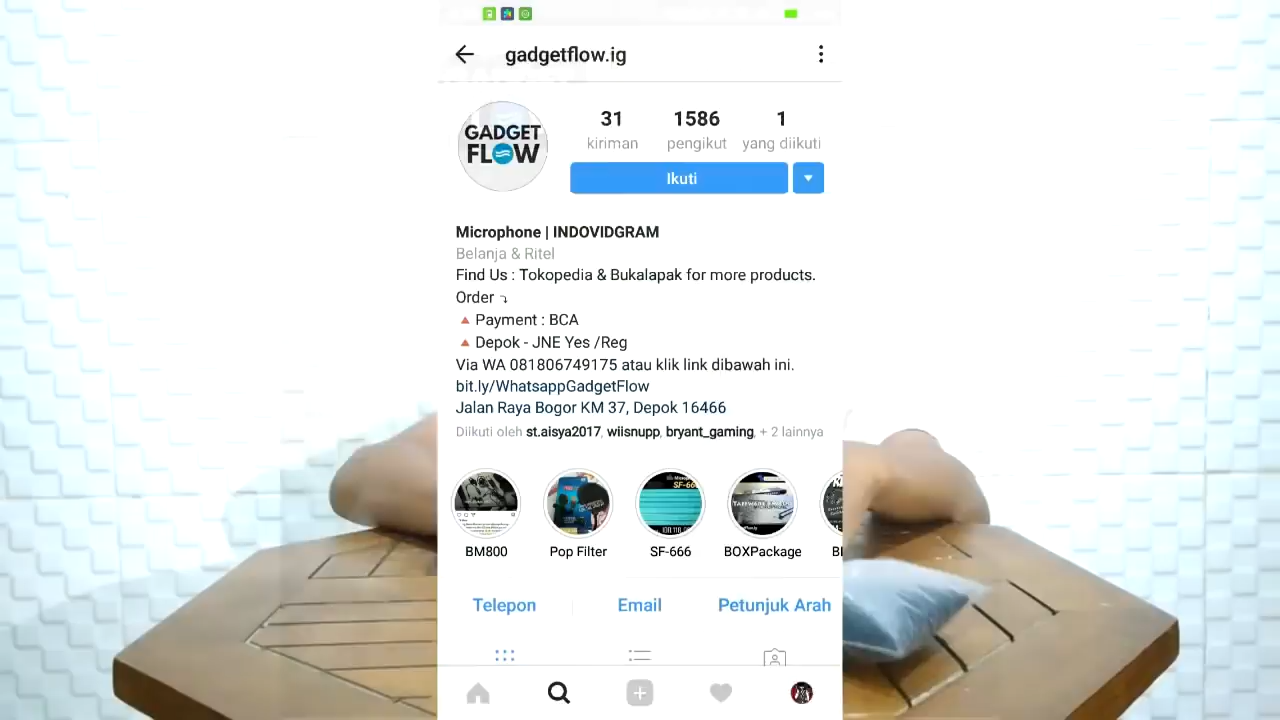 gadgetflow.ig
GADGET
FLOW
31
1586
1
kiriman
pengikut
yang diikuti
Ikuti
Microphone | INDOVIDGRAM
Belanja & Ritel
Find Us : Tokopedia & Bukalapak for more products.
Order
Payment : BCA
Depok - JNE Yes /Reg
Via WA 081806749175 atau klik link dibawah ini.
bit.ly/WhatsappGadgetFlow
Jalan Raya Bogor KM 37, Depok 16466
Diikuti oleh st.aisya2017, wiisnupp, bryant_gaming, + 2 lainnya
SF-666
BM800
Pop Filter
SF-666
BOXPackage
Telepon
Email
Petunjuk Arah